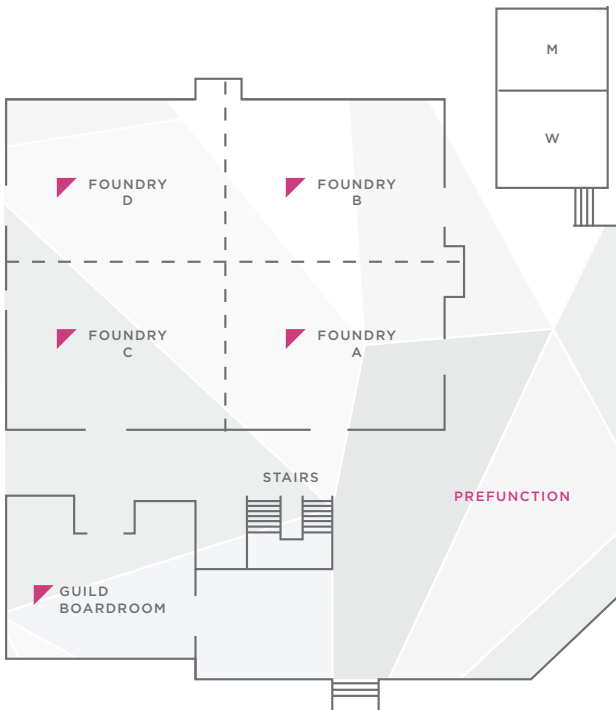 M
W
FOUNDRY
D
FOUNDRY
B
FOUNDRY
C
FOUNDRY
A
STAIRS
PREFUNCTION
GUILD
BOARDROOM